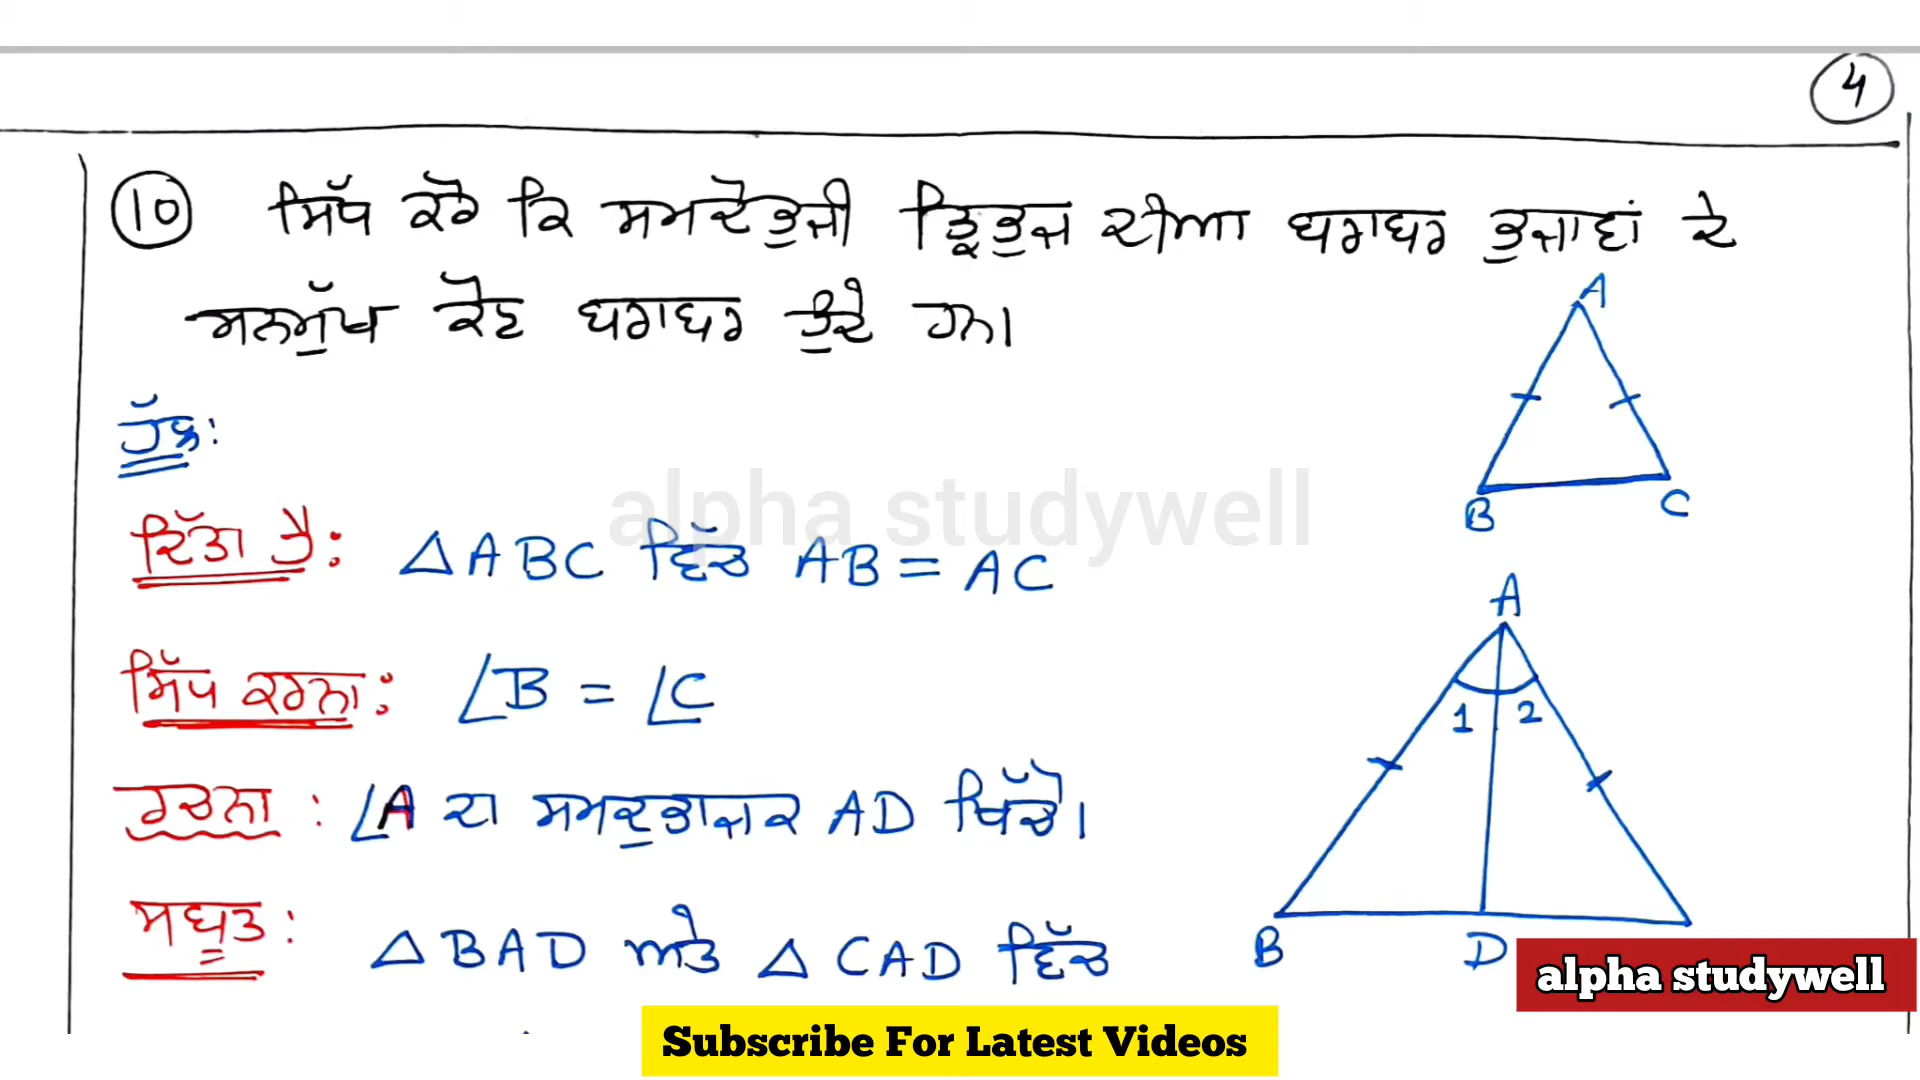 4
10 ਸਿੱਧ ਕਰੋ ਕਿ ਸਮਦੋਭੁਜੀ ਤ੍ਰਿਭੁਜ ਦੀਆ ਬਰਾਬਰ ਭੁਜਾਵਾਂ ਦੇ
ਸਨਮੁੱਖ ਕੋਣ ਬਰਾਬਰ ਹੁੰਦੇ ਹਨ।
ਹੱਲ:
A
B
C
ਦਿੱਤਾ ਹੈ: △ABC ਵਿੱਚ AB = AC
ਸਿੱਧ ਕਰਨਾ: ∠B = ∠C
ਰਚਨਾ: ∠A ਦਾ ਸਮਦੁਭਾਜਕ AD ਖਿੱਚੋ।
ਸਬੂਤ: △BAD ਅਤੇ △CAD ਵਿੱਚ
A
1 2
B D
alpha studywell
alpha studywell
Subscribe For Latest Videos